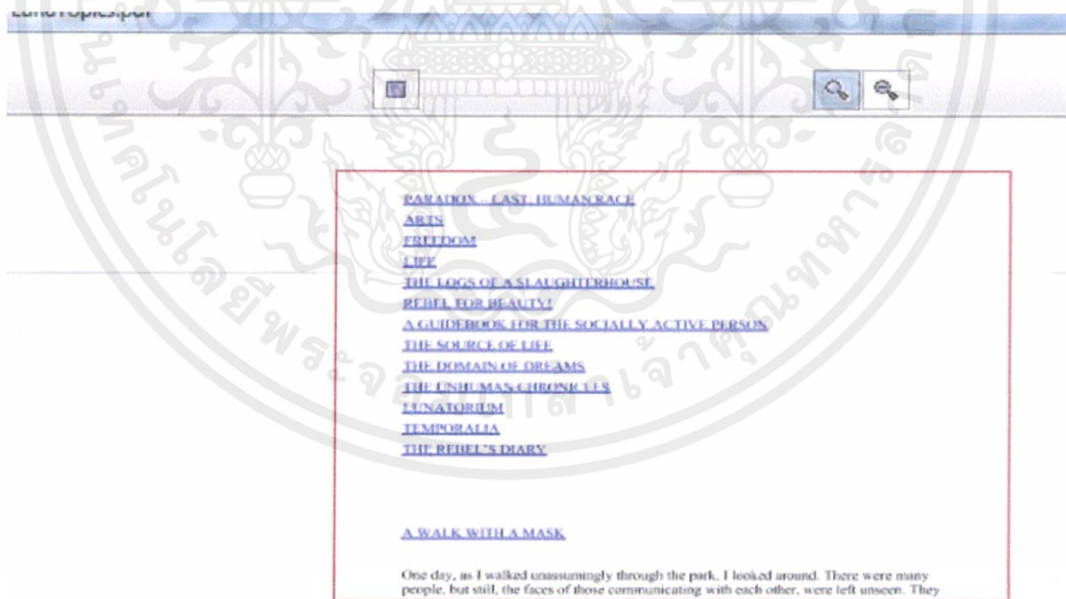 PARADOX – LAST, HUMAN RACE
ARTS
FREEDOM
LIFE
THE LOGS OF A SLAUGHTERHOUSE
REBEL FOR BEAUTY!
A GUIDEBOOK FOR THE SOCIALLY ACTIVE PERSON
THE SOURCE OF LIFE
THE DOMAIN OF DREAMS
THE UNHUMAN CHRONICLES
LUNATORIUM
TEMPORALIA
THE REBEL'S DIARY
A WALK WITH A MASK
One day, as I walked unassumingly through the park, I looked around. There were many
people, but still, the faces of those communicating with each other, were left unseen. They